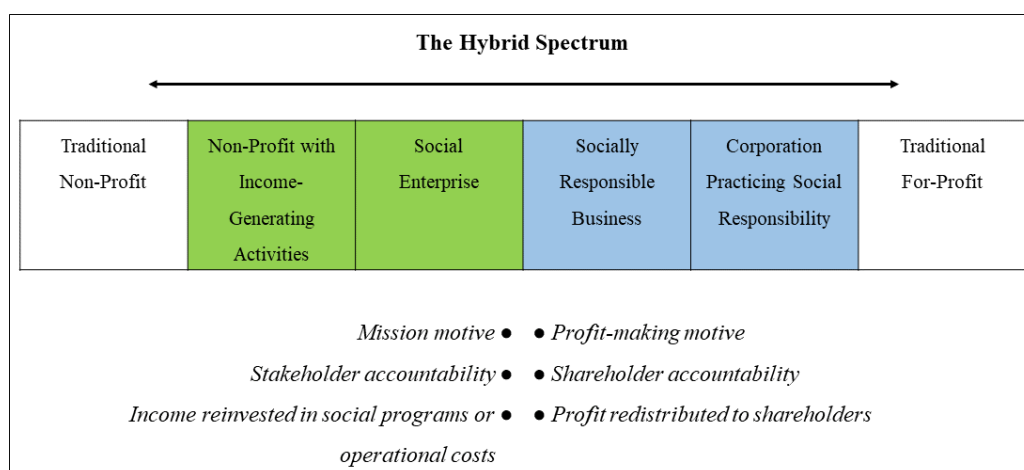 The Hybrid Spectrum
Traditional
Non-Profit
Non-Profit with
Income-
Generating
Activities
Social
Enterprise
Socially
Responsible
Business
Corporation
Practicing Social
Responsibility
Traditional
For-Profit
Mission motive ●
Stakeholder accountability ●
Income reinvested in social programs or ●
operational costs
● Profit-making motive
● Shareholder accountability
● Profit redistributed to shareholders